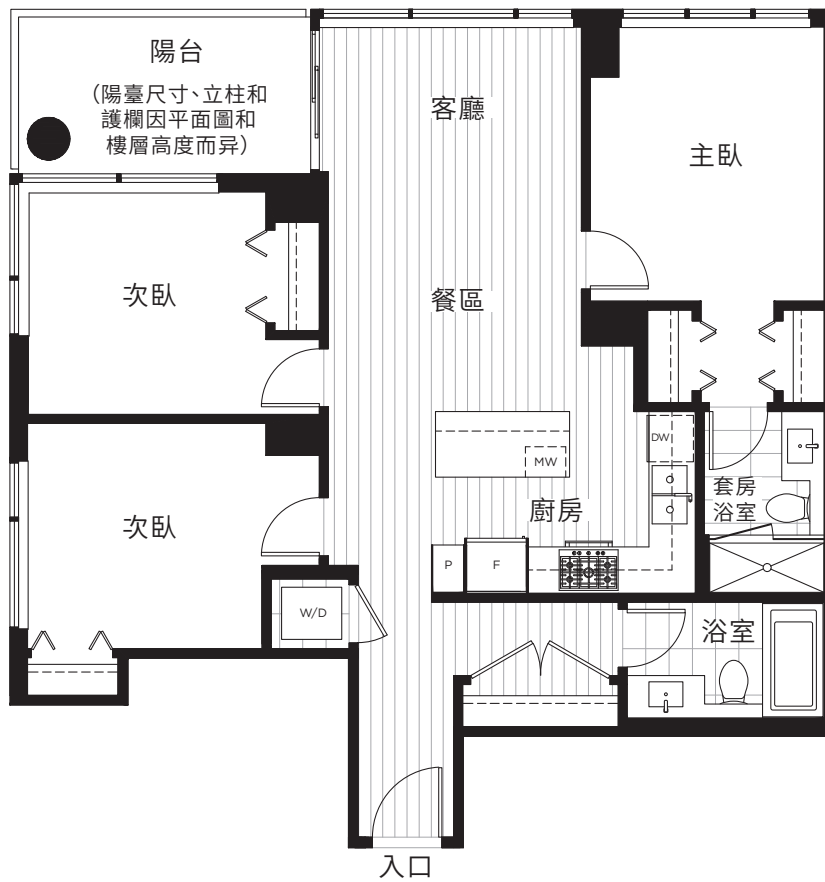 陽台
（陽臺尺寸、立柱和
護欄因平面圖和
樓層高度而异）
客廳
主臥
次臥
餐區
DW
MW
次臥
廚房
套房
浴室
P
F
W/D
浴室
入口